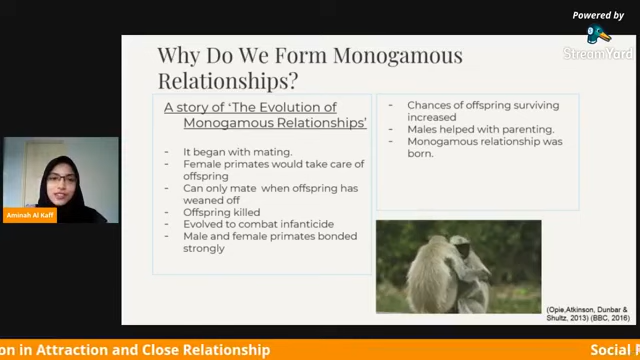 Powered by
StreamYard
Why Do We Form Monogamous
Relationships?
A story of 'The Evolution of
Monogamous Relationships'
- It began with mating.
- Female primates would take care of
offspring
- Can only mate when offspring has
weaned off
- Offspring killed
- Evolved to combat infanticide
- Male and female primates bonded
strongly
- Chances of offspring surviving
increased
- Males helped with parenting.
- Monogamous relationship was
born.
Aminah Al Kaff
(Opie,Atkinson, Dunbar &
Shultz, 2013) (BBC, 2016)
on in Attraction and Close Relationship
Social R